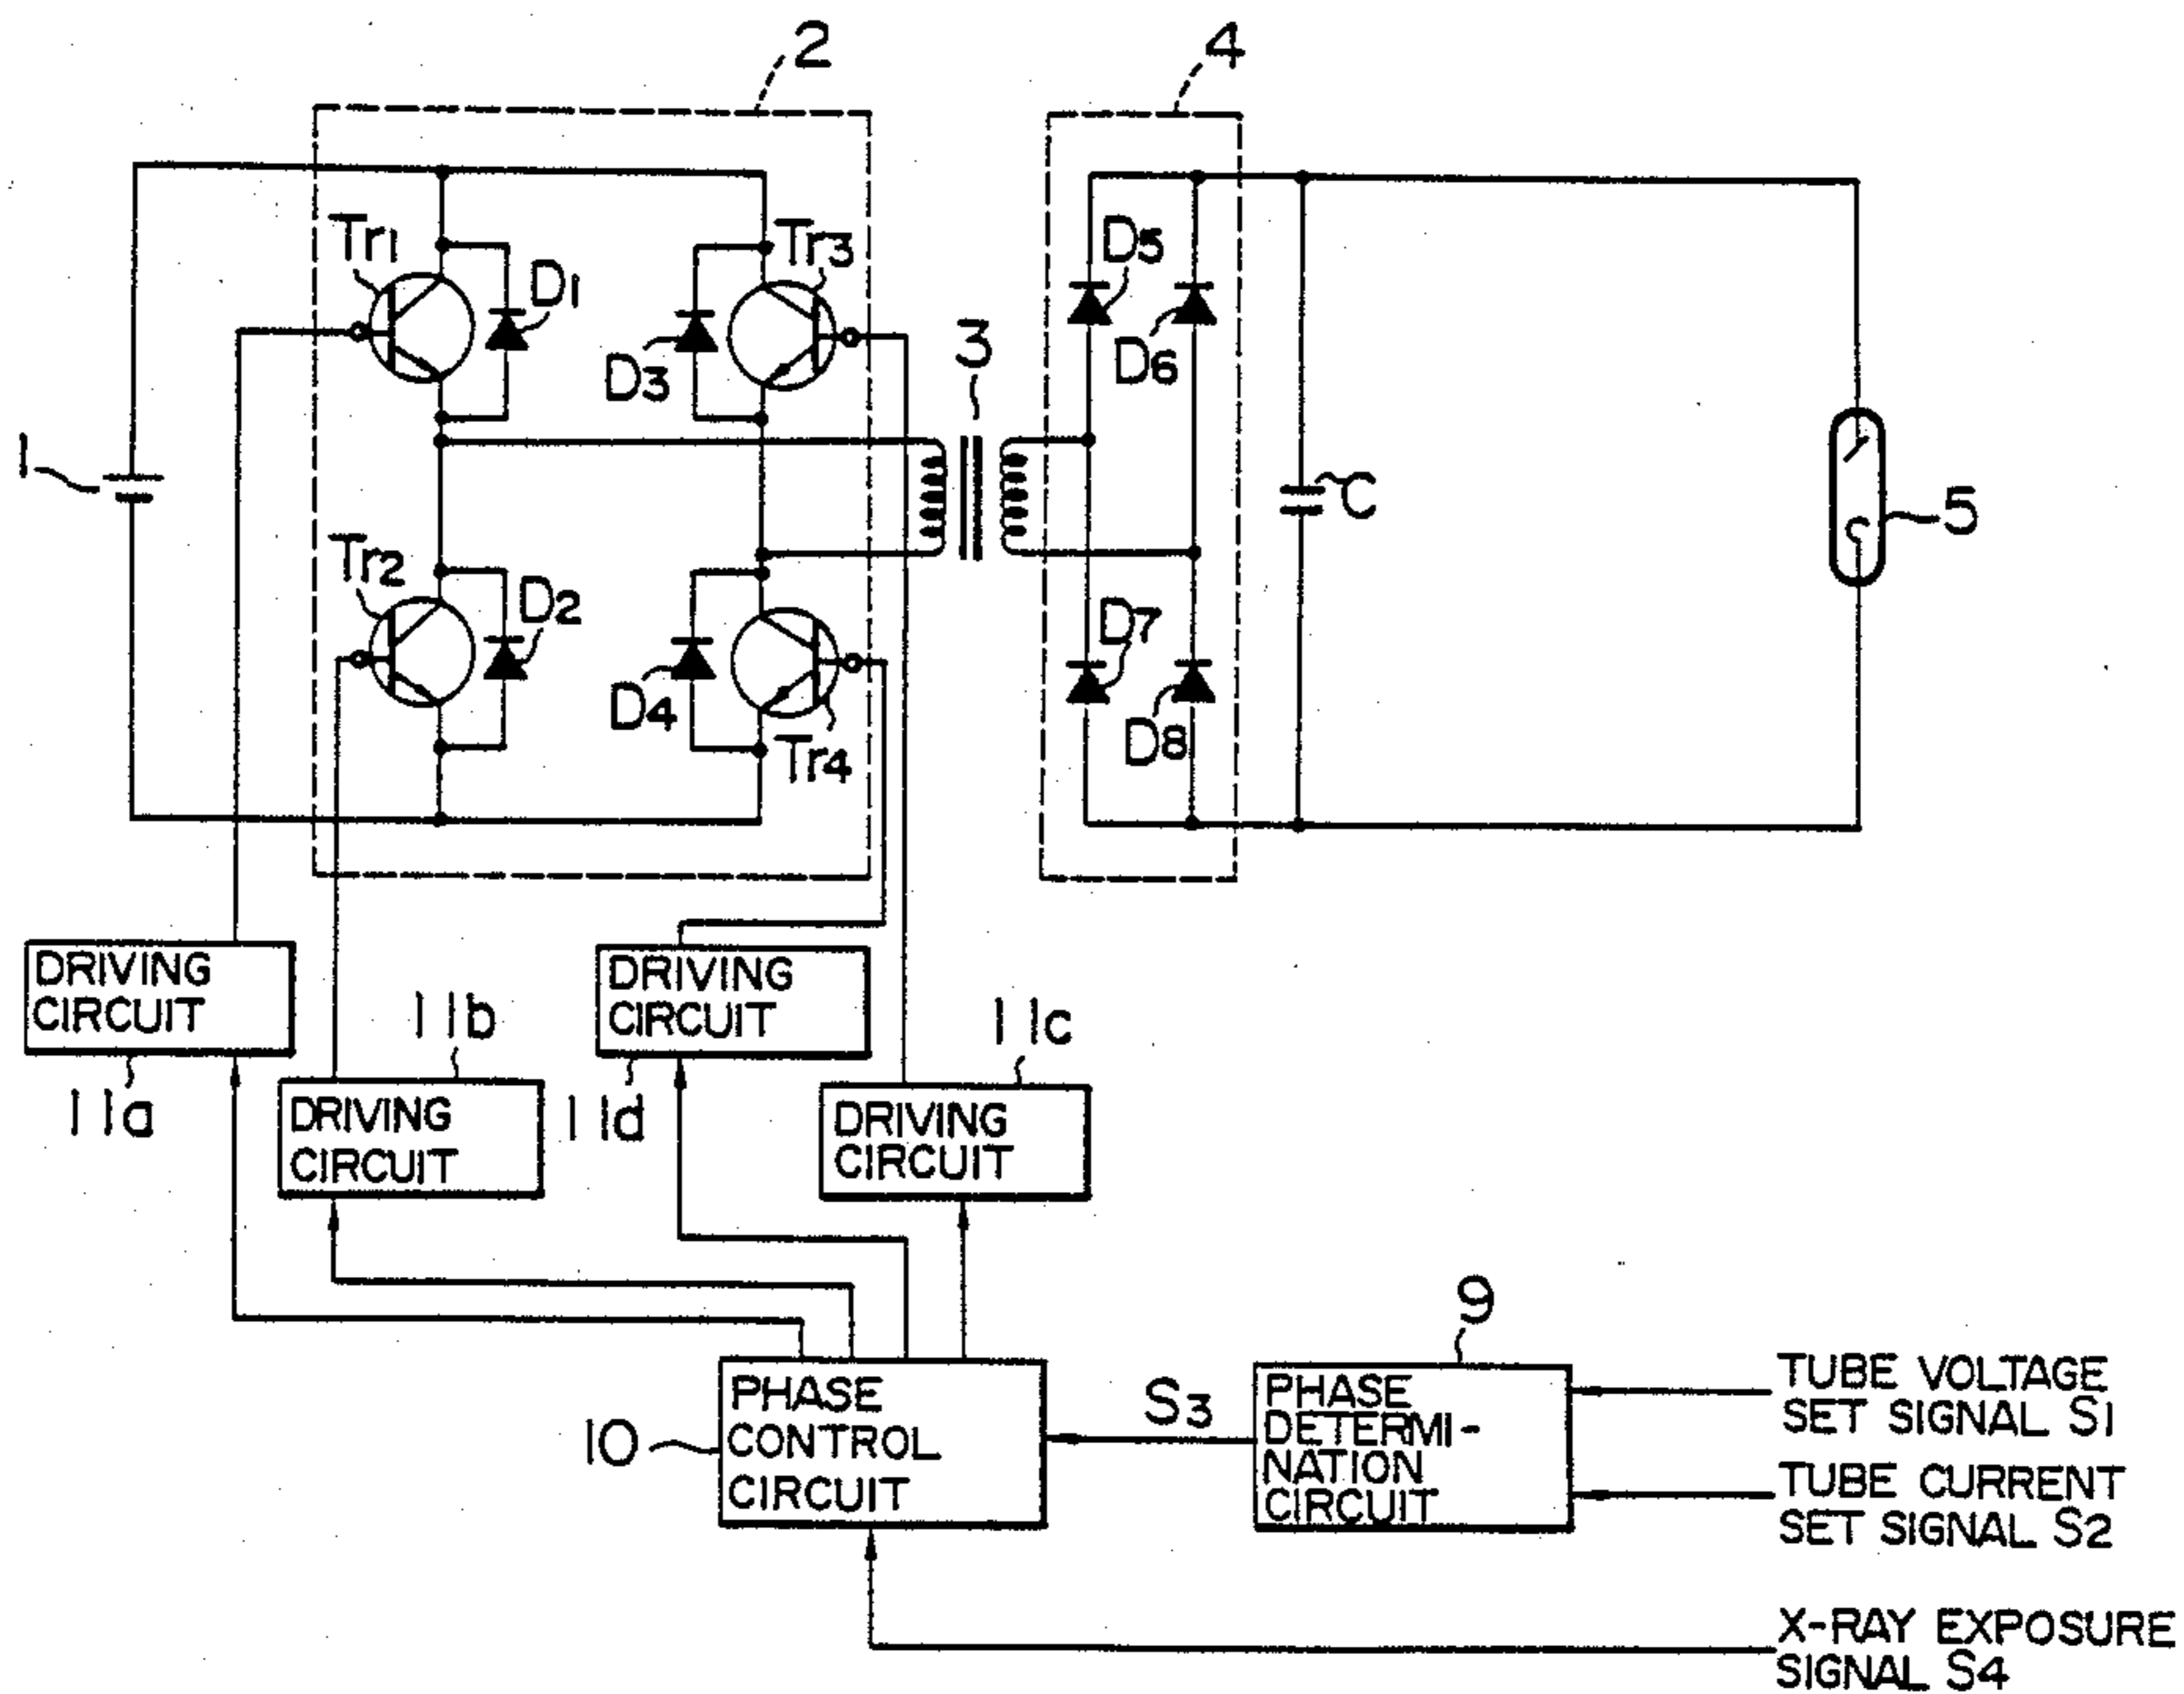 2
4
Tr1
D1
Tr3
D3
D5
D6
3
1
C
5
Tr2
D2
D4
Tr4
D7
D8
DRIVING
CIRCUIT
11a
11b
DRIVING
CIRCUIT
DRIVING
CIRCUIT
11d
11c
DRIVING
CIRCUIT
10
PHASE
CONTROL
CIRCUIT
S3
9
PHASE
DETERMI-
NATION
CIRCUIT
TUBE VOLTAGE
SET SIGNAL S1
TUBE CURRENT
SET SIGNAL S2
X-RAY EXPOSURE
SIGNAL S4